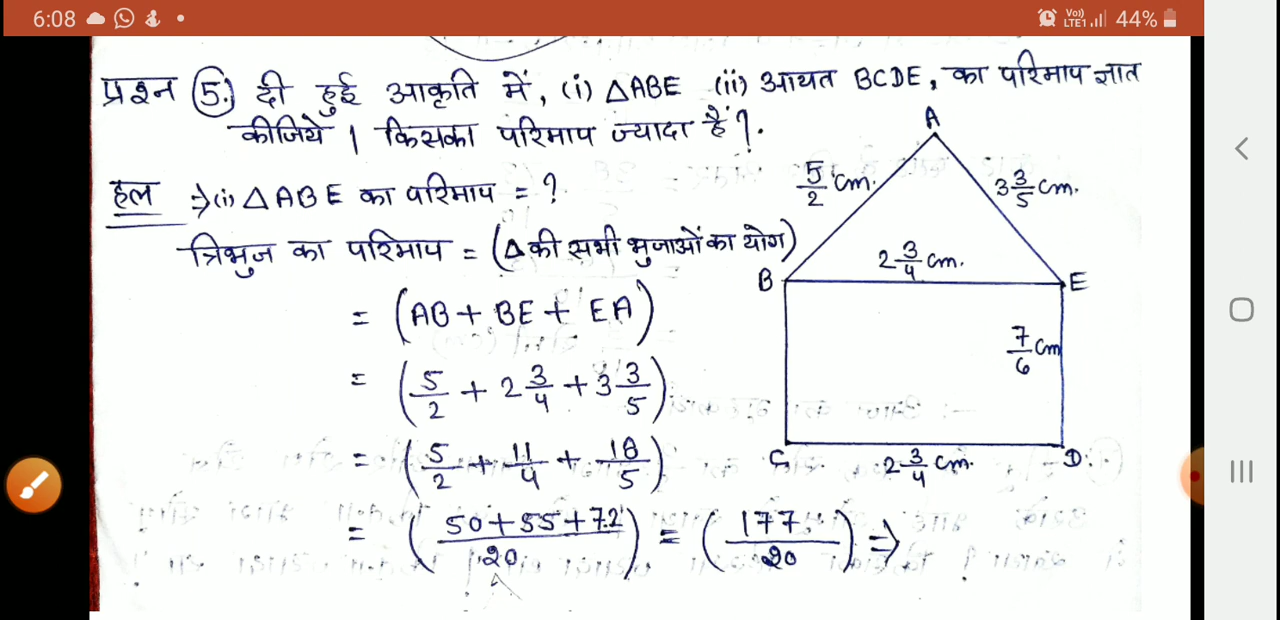 6:08
Vo)) LTE1 44%
प्रश्न 5. दी हुई आकृति में, (i) △ABE (ii) आयत BCDE, का परिमाप ज्ञात
कीजिये । किसका परिमाप ज्यादा हैं ?.
A
5/2 cm.
3 3/5 cm.
हल ⇒ (i) △ABE का परिमाप = ?
त्रिभुज का परिमाप = (△ की सभी भुजाओं का योग)
2 3/4 cm.
B
E
= (AB + BE + EA)
7/6 cm
= (5/2 + 2 3/4 + 3 3/5)
= (5/2 + 11/4 + 18/5)
C
2 3/4 cm.
D
= (50+55+72/20) = (177/20) ⇒